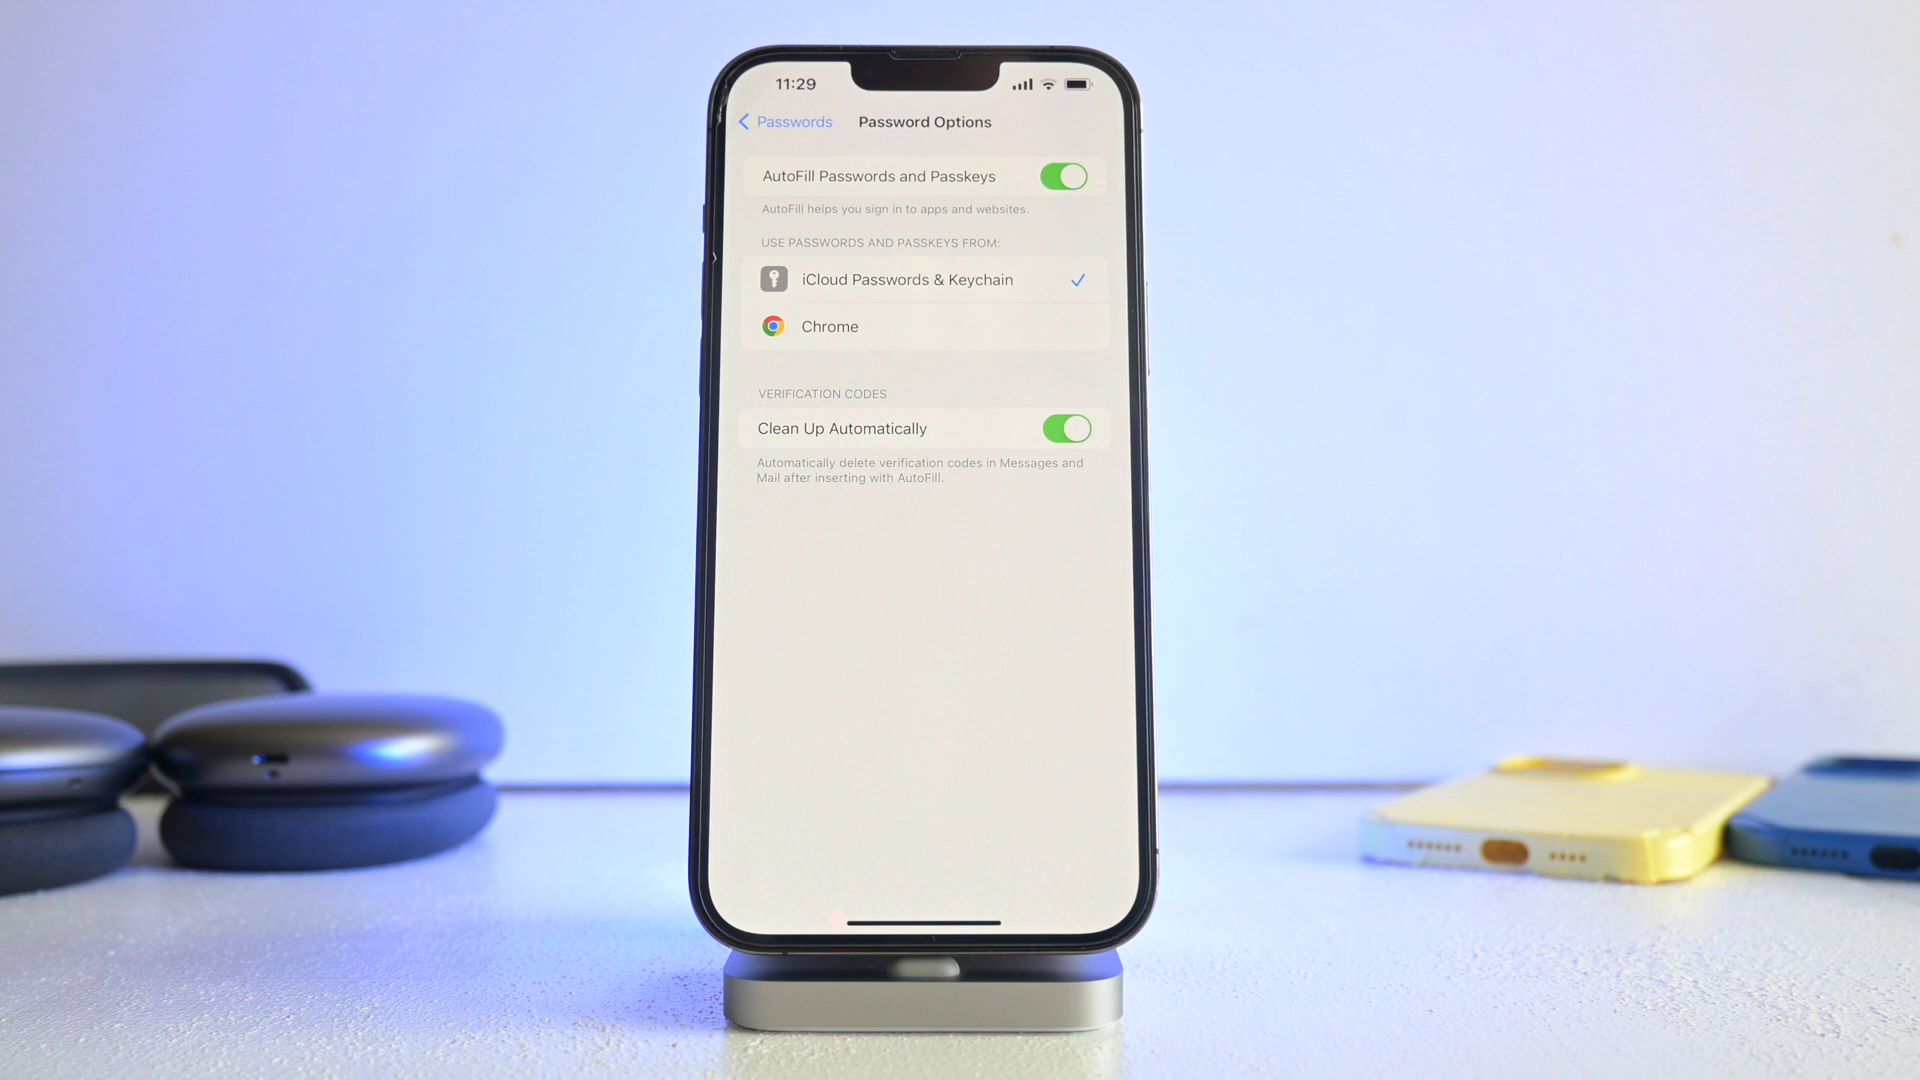 11:29
Passwords
Password Options
AutoFill Passwords and Passkeys
AutoFill helps you sign in to apps and websites.
USE PASSWORDS AND PASSKEYS FROM:
iCloud Passwords & Keychain
Chrome
VERIFICATION CODES
Clean Up Automatically
Automatically delete verification codes in Messages and
Mail after inserting with AutoFill.